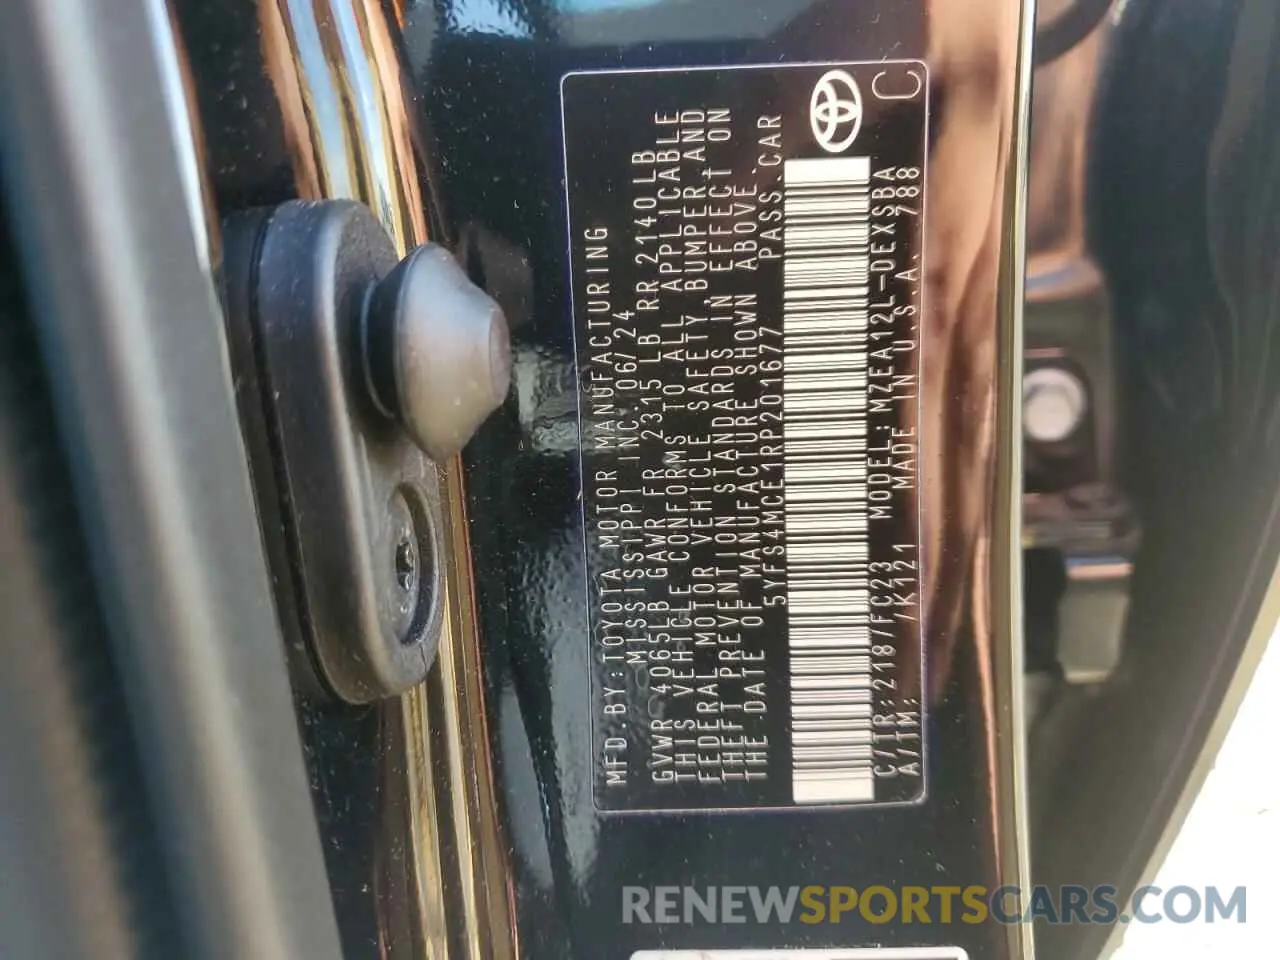 MFD.BY:TOYOTA MOTOR MANUFACTURING
MISSISSIPPI INC.06/24
GVWR 4065LB GAWR FR 2315LB RR 2140LB
THIS VEHICLE CONFORMS TO ALL APPLICABLE
FEDERAL MOTOR VEHICLE SAFETY,BUMPER,AND
THEFT PREVENTION STANDARDS IN EFFECT ON
THE DATE OF MANUFACTURE SHOWN ABOVE.
5YFS4MCE1RP201677 PASS.CAR
C/TR:218/FC23 MODEL:MZEA12L-DEXSBA
A/TM: /K121 MADE IN U.S.A. 788
C
RENEWSPORTSCARS.COM